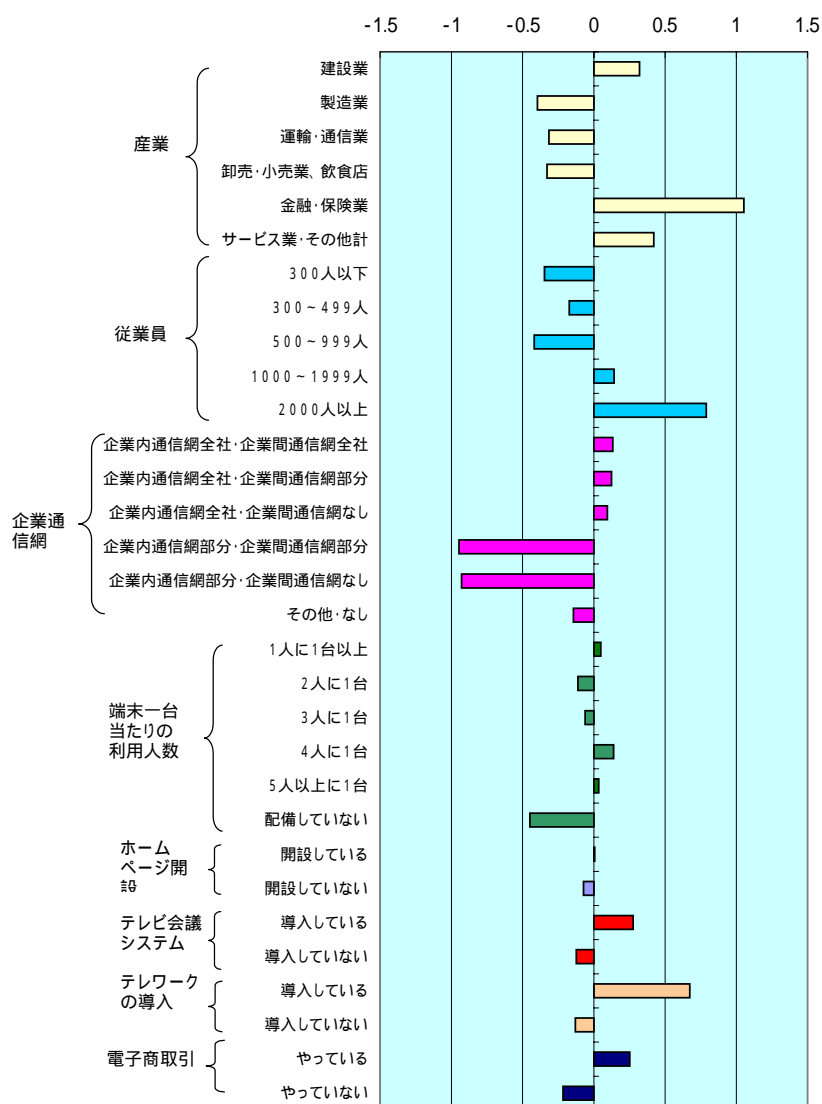 -1.5 -1 -0.5 0 0.5 1 1.5
産業
建設業
製造業
運輸・通信業
卸売・小売業、飲食店
金融・保険業
サービス業・その他計
従業員
300人以下
300~499人
500~999人
1000~1999人
2000人以上
企業通
信網
企業内通信網全社・企業間通信網全社
企業内通信網全社・企業間通信網部分
企業内通信網全社・企業間通信網なし
企業内通信網部分・企業間通信網部分
企業内通信網部分・企業間通信網なし
その他・なし
端末一台
当たりの
利用人数
1人に1台以上
2人に1台
3人に1台
4人に1台
5人以上に1台
配備していない
ホーム
ページ開
設
開設している
開設していない
テレビ会議
システム
導入している
導入していない
テレワーク
の導入
導入している
導入していない
電子商取引
やっている
やっていない